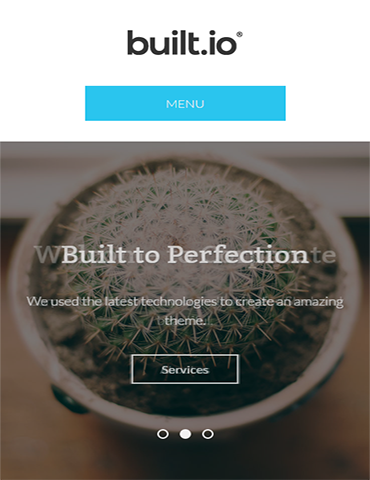 built.io®
MENU
Built to Perfection
We used the latest technologies to create an amazing
theme.
Services